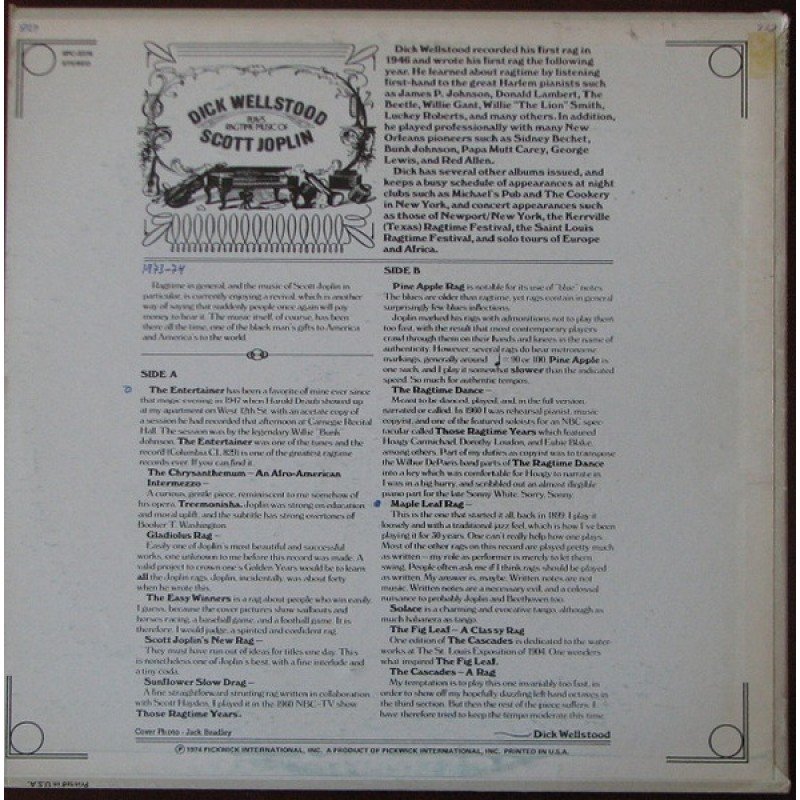 SPC-3376
STEREO
DICK WELLSTOOD
PLAYS
RAGTIME MUSIC OF
SCOTT JOPLIN
Dick Wellstood recorded his first rag in
1946 and wrote his first rag the following
year. He learned about ragtime by listening
first-hand to the great Harlem pianists such
as James P. Johnson, Donald Lambert, The
Beetle, Willie Gant, Willie "The Lion" Smith,
Luckey Roberts, and many others. In addition,
he played professionally with many New
Orleans pioneers such as Sidney Bechet,
Bunk Johnson, Papa Mutt Carey, George
Lewis, and Red Allen.
Dick has several other albums issued, and
keeps a busy schedule of appearances at night
clubs such as Michael's Pub and The Cookery
in New York, and concert appearances such
as those of Newport/New York, the Kerrville
(Texas) Ragtime Festival, the Saint Louis
Ragtime Festival, and solo tours of Europe
and Africa.
1973-74
Ragtime in general, and the music of Scott Joplin in
particular, is currently enjoying a revival, which is another
way of saying that suddenly people once again will pay
money to hear it. The music itself, of course, has been
there all the time, one of the black man's gifts to America
and America's to the world.
SIDE A
The Entertainer has been a favorite of mine ever since
that magic evening in 1947 when Harold Draub showed up
at my apartment on West 12th St. with an acetate copy of
a session he had recorded that afternoon at Carnegie Recital
Hall. The session was by the legendary Willie "Bunk"
Johnson. The Entertainer was one of the tunes and the
record (Columbia CL 829) is one of the greatest ragtime
records ever. If you can find it.
The Chrysanthemum – An Afro-American
Intermezzo –
A curious, gentle piece, reminiscent to me somehow of
his opera, Treemonisha. Joplin was strong on education
and moral uplift, and the subtitle has strong overtones of
Booker T. Washington.
Gladiolus Rag –
Easily one of Joplin's most beautiful and successful
works, one unknown to me before this record was made. A
valid project to crown one's Golden Years would be to learn
all the Joplin rags. Joplin, incidentally, was about forty
when he wrote this.
The Easy Winners is a rag about people who win easily,
I guess, because the cover pictures show sailboats and
horses racing, a baseball game, and a football game. It is
therefore, I would judge, a spirited and confident rag.
Scott Joplin's New Rag –
They must have run out of ideas for titles one day. This
is nonetheless one of Joplin's best, with a fine interlude and
a tiny coda.
Sunflower Slow Drag –
A fine straightforward strutting rag written in collaboration
with Scott Hayden. I played it in the 1960 NBC-TV show
Those Ragtime Years.
SIDE B
Pine Apple Rag is notable for its use of "blue" notes.
The blues are older than ragtime, yet rags contain in general
surprisingly few blues inflections.
Joplin marked his rags with admonitions not to play them
too fast, with the result that most contemporary players
crawl through them on their hands and knees in the name of
authenticity. However, several rags do bear metronome
markings, generally around ♩ = 90 or 100. Pine Apple is
one such, and I play it somewhat slower than the indicated
speed. So much for authentic tempos.
The Ragtime Dance –
Meant to be danced, played, and, in the full version,
narrated or called. In 1960 I was rehearsal pianist, music
copyist, and one of the featured soloists for an NBC spec-
tacular called Those Ragtime Years which featured
Hoagy Carmichael, Dorothy Loudon, and Eubie Blake,
among others. Part of my duties as copyist was to transpose
the Wilbur DeParis band parts of The Ragtime Dance
into a key which was comfortable for Hoagy to narrate in.
I was in a big hurry, and scribbled out an almost illegible
piano part for the late Sonny White. Sorry, Sonny.
Maple Leaf Rag –
This is the one that started it all, back in 1899. I play it
loosely and with a traditional jazz feel, which is how I've been
playing it for 30 years. One can't really help how one plays.
Most of the other rags on this record are played pretty much
as written – my role as performer is merely to let them
swing. People often ask me if I think rags should be played
as written. My answer is, maybe. Written notes are not
music. Written notes are a necessary evil, and a colossal
nuisance to probably Joplin and Beethoven too.
Solace is a charming and evocative tango, although as
much habanera as tango.
The Fig Leaf – A Classy Rag
One edition of The Cascades is dedicated to the water-
works at The St. Louis Exposition of 1904. One wonders
what inspired The Fig Leaf.
The Cascades – A Rag
My temptation is to play this one invariably too fast, in
order to show off my hopefully dazzling left hand octaves in
the third section. But then the rest of the piece suffers. I
have therefore tried to keep the tempo moderate this time.
Dick Wellstood
Cover Photo - Jack Bradley
Ⓟ 1974 PICKWICK INTERNATIONAL, INC. A PRODUCT OF PICKWICK INTERNATIONAL, INC. PRINTED IN U.S.A.
Printed in U.S.A.